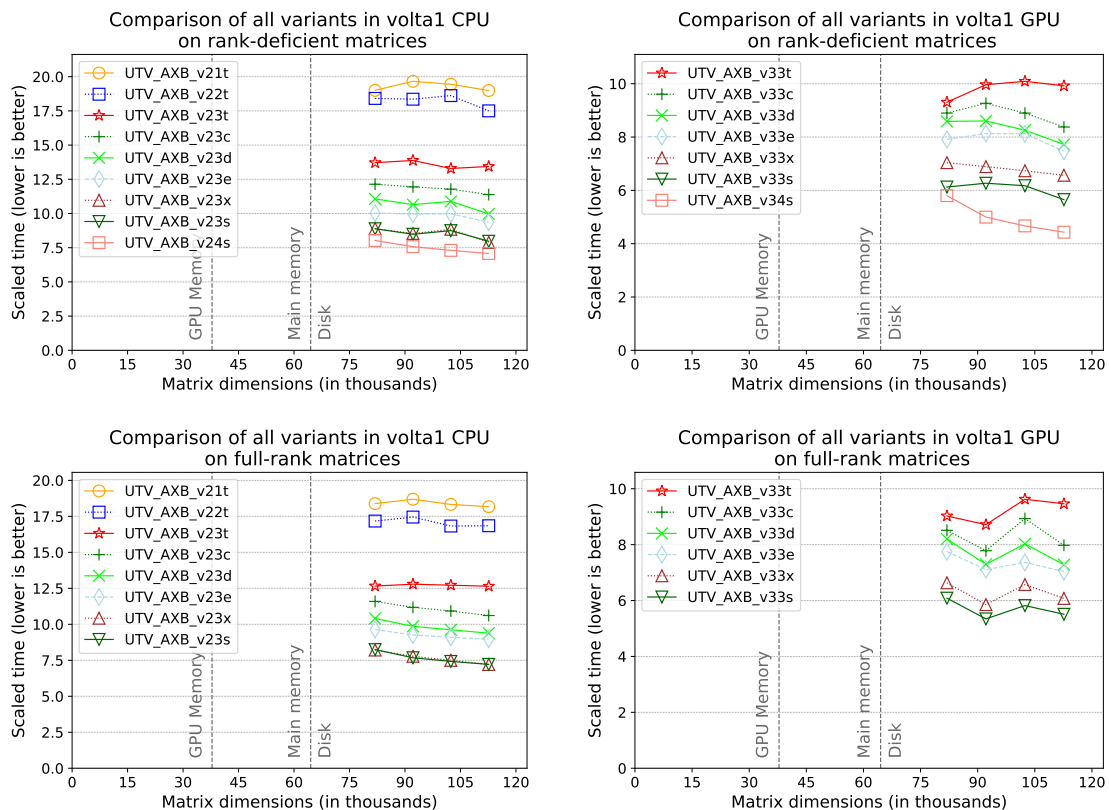 Comparison of all variants in volta1 CPU
on rank-deficient matrices
Scaled time (lower is better)
20.0
17.5
15.0
12.5
10.0
7.5
5.0
2.5
0.0
UTV_AXB_v21t
UTV_AXB_v22t
UTV_AXB_v23t
UTV_AXB_v23c
UTV_AXB_v23d
UTV_AXB_v23e
UTV_AXB_v23x
UTV_AXB_v23s
UTV_AXB_v24s
GPU Memory
Main memory
Disk
0 15 30 45 60 75 90 105 120
Matrix dimensions (in thousands)
Comparison of all variants in volta1 GPU
on rank-deficient matrices
Scaled time (lower is better)
10
8
6
4
2
0
UTV_AXB_v33t
UTV_AXB_v33c
UTV_AXB_v33d
UTV_AXB_v33e
UTV_AXB_v33x
UTV_AXB_v33s
UTV_AXB_v34s
GPU Memory
Main memory
Disk
0 15 30 45 60 75 90 105 120
Matrix dimensions (in thousands)
Comparison of all variants in volta1 CPU
on full-rank matrices
Scaled time (lower is better)
20.0
17.5
15.0
12.5
10.0
7.5
5.0
2.5
0.0
UTV_AXB_v21t
UTV_AXB_v22t
UTV_AXB_v23t
UTV_AXB_v23c
UTV_AXB_v23d
UTV_AXB_v23e
UTV_AXB_v23x
UTV_AXB_v23s
GPU Memory
Main memory
Disk
0 15 30 45 60 75 90 105 120
Matrix dimensions (in thousands)
Comparison of all variants in volta1 GPU
on full-rank matrices
Scaled time (lower is better)
10
8
6
4
2
0
UTV_AXB_v33t
UTV_AXB_v33c
UTV_AXB_v33d
UTV_AXB_v33e
UTV_AXB_v33x
UTV_AXB_v33s
GPU Memory
Main memory
Disk
0 15 30 45 60 75 90 105 120
Matrix dimensions (in thousands)